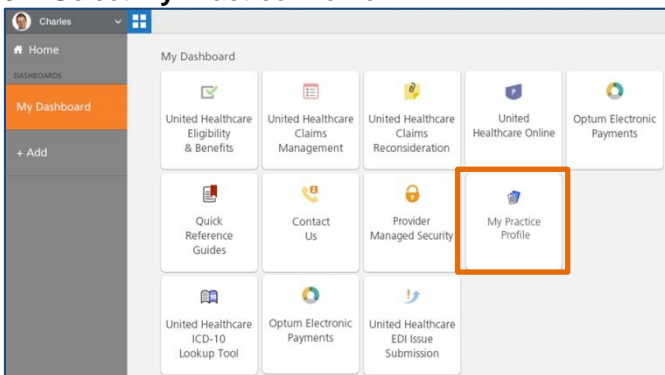 Charles
Home
DASHBOARDS
My Dashboard
+ Add
My Dashboard
United Healthcare
Eligibility
& Benefits
United Healthcare
Claims
Management
United Healthcare
Claims
Reconsideration
United
Healthcare Online
Optum Electronic
Payments
Quick
Reference
Guides
Contact
Us
Provider
Managed Security
My Practice
Profile
United Healthcare
ICD-10
Lookup Tool
Optum Electronic
Payments
United Healthcare
EDI Issue
Submission